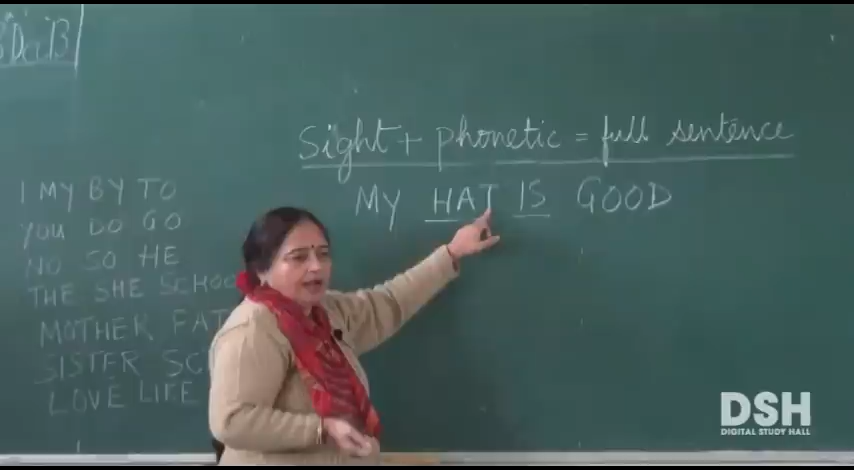 Sight + phonetic = full sentence
MY HAT IS GOOD
I MY BY TO
YOU DO GO
NO SO HE
THE SHE SCHOO
MOTHER FAT
SISTER SC
LOVE LIFE
DSH
DIGITAL STUDY HALL